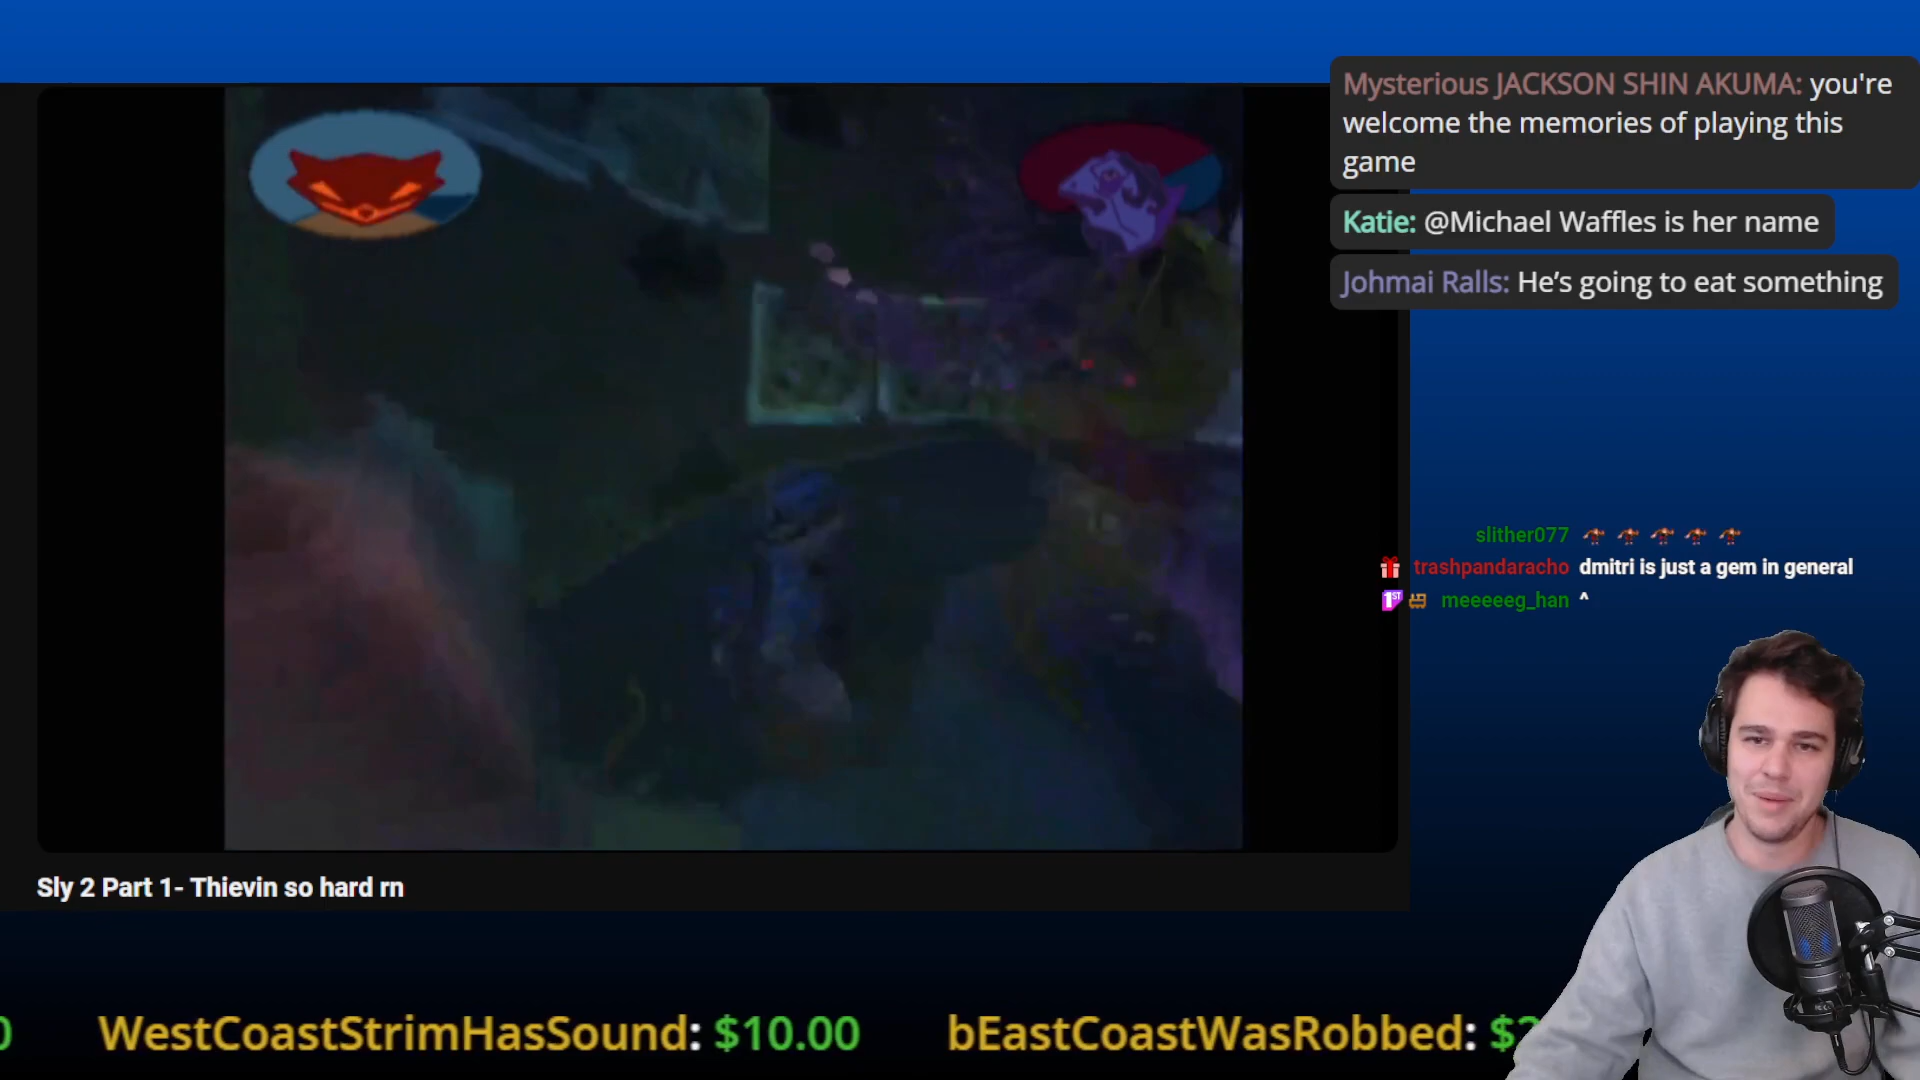 Mysterious JACKSON SHIN AKUMA: you're
welcome the memories of playing this
game
Katie: @Michael Waffles is her name
Johmai Ralls: He’s going to eat something
slither077
trashpandaracho dmitri is just a gem in general
1ST meeeeeg_han ^
Sly 2 Part 1- Thievin so hard rn
0 WestCoastStrimHasSound: $10.00 bEastCoastWasRobbed: $